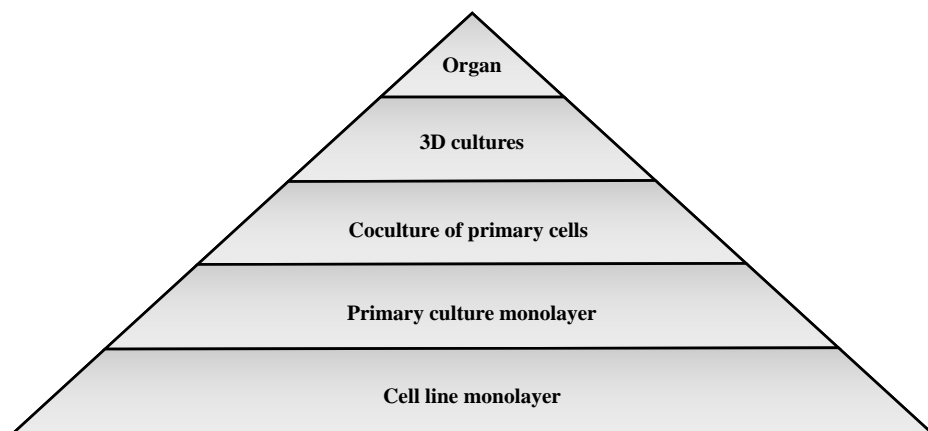 Organ
3D cultures
Coculture of primary cells
Primary culture monolayer
Cell line monolayer